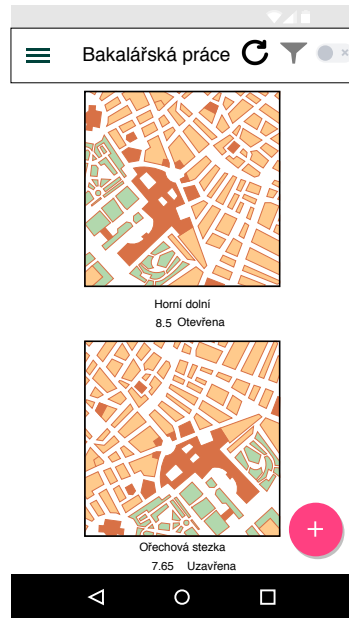 Bakalářská práce
Horní dolní
8.5 Otevřena
Ořechová stezka
7.65 Uzavřena